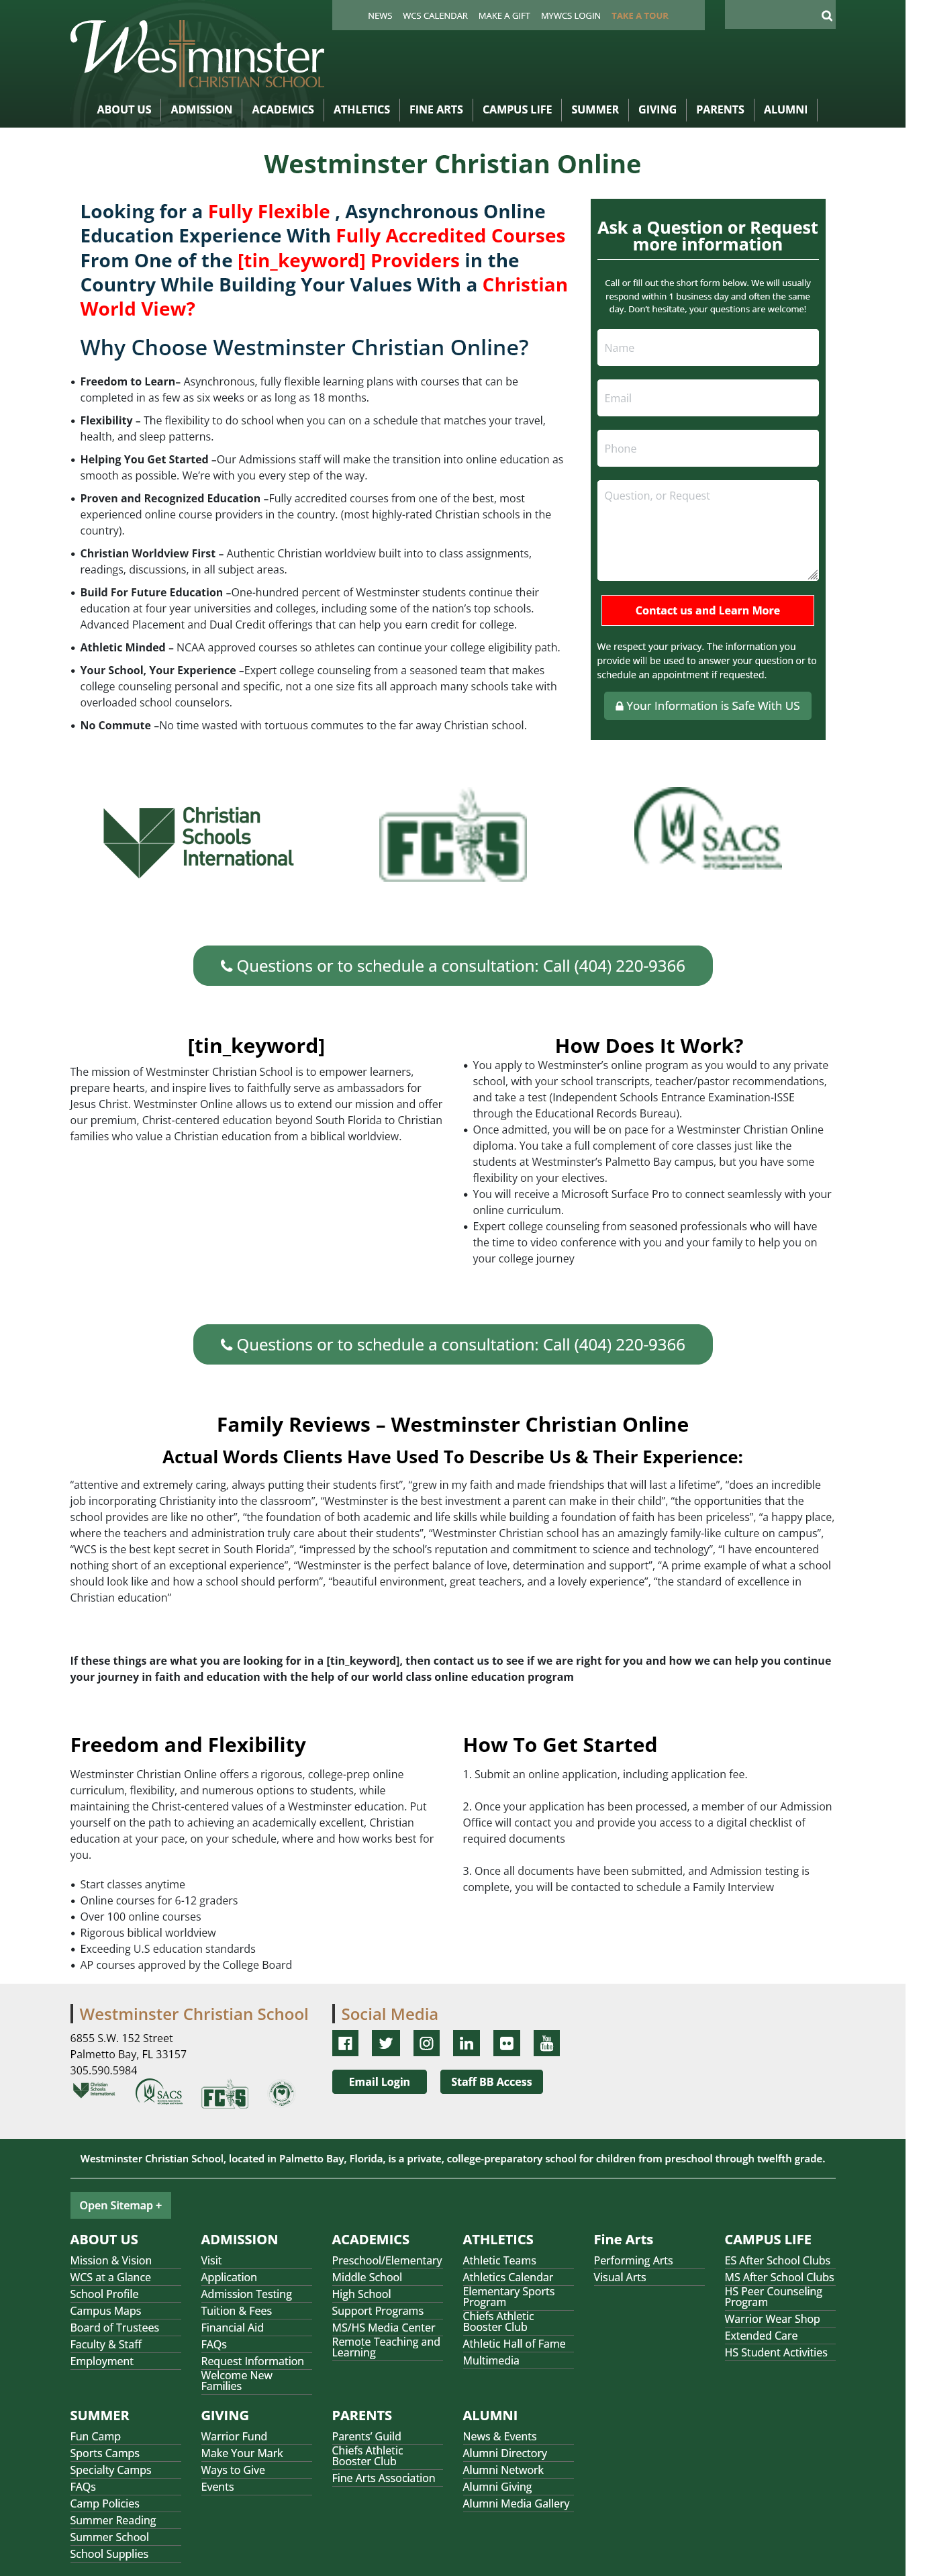 NEWS WCS CALENDAR MAKE A GIFT MYWCS LOGIN TAKE A TOUR
Westminster
CHRISTIAN SCHOOL
ABOUT US ADMISSION ACADEMICS ATHLETICS FINE ARTS CAMPUS LIFE SUMMER GIVING PARENTS ALUMNI
Westminster Christian Online
Looking for a Fully Flexible , Asynchronous Online
Education Experience With Fully Accredited Courses
From One of the [tin_keyword] Providers in the
Country While Building Your Values With a Christian
World View?
Why Choose Westminster Christian Online?
• Freedom to Learn– Asynchronous, fully flexible learning plans with courses that can be
completed in as few as six weeks or as long as 18 months.
• Flexibility – The flexibility to do school when you can on a schedule that matches your travel,
health, and sleep patterns.
• Helping You Get Started –Our Admissions staff will make the transition into online education as
smooth as possible. We’re with you every step of the way.
• Proven and Recognized Education –Fully accredited courses from one of the best, most
experienced online course providers in the country. (most highly-rated Christian schools in the
country).
• Christian Worldview First – Authentic Christian worldview built into to class assignments,
readings, discussions, in all subject areas.
• Build For Future Education –One-hundred percent of Westminster students continue their
education at four year universities and colleges, including some of the nation’s top schools.
Advanced Placement and Dual Credit offerings that can help you earn credit for college.
• Athletic Minded – NCAA approved courses so athletes can continue your college eligibility path.
• Your School, Your Experience –Expert college counseling from a seasoned team that makes
college counseling personal and specific, not a one size fits all approach many schools take with
overloaded school counselors.
• No Commute –No time wasted with tortuous commutes to the far away Christian school.
Ask a Question or Request
more information
Call or fill out the short form below. We will usually
respond within 1 business day and often the same
day. Don’t hesitate, your questions are welcome!
Name
Email
Phone
Question, or Request
Contact us and Learn More
We respect your privacy. The information you
provide will be used to answer your question or to
schedule an appointment if requested.
Your Information is Safe With US
Christian
Schools
International
FCIS
SACS
Southern Association
of Colleges and Schools
Questions or to schedule a consultation: Call (404) 220-9366
[tin_keyword]
The mission of Westminster Christian School is to empower learners,
prepare hearts, and inspire lives to faithfully serve as ambassadors for
Jesus Christ. Westminster Online allows us to extend our mission and offer
our premium, Christ-centered education beyond South Florida to Christian
families who value a Christian education from a biblical worldview.
How Does It Work?
• You apply to Westminster’s online program as you would to any private
school, with your school transcripts, teacher/pastor recommendations,
and take a test (Independent Schools Entrance Examination-ISSE
through the Educational Records Bureau).
• Once admitted, you will be on pace for a Westminster Christian Online
diploma. You take a full complement of core classes just like the
students at Westminster’s Palmetto Bay campus, but you have some
flexibility on your electives.
• You will receive a Microsoft Surface Pro to connect seamlessly with your
online curriculum.
• Expert college counseling from seasoned professionals who will have
the time to video conference with you and your family to help you on
your college journey
Questions or to schedule a consultation: Call (404) 220-9366
Family Reviews – Westminster Christian Online
Actual Words Clients Have Used To Describe Us & Their Experience:
“attentive and extremely caring, always putting their students first”, “grew in my faith and made friendships that will last a lifetime”, “does an incredible
job incorporating Christianity into the classroom”, “Westminster is the best investment a parent can make in their child”, “the opportunities that the
school provides are like no other”, “the foundation of both academic and life skills while building a foundation of faith has been priceless”, “a happy place,
where the teachers and administration truly care about their students”, “Westminster Christian school has an amazingly family-like culture on campus”,
“WCS is the best kept secret in South Florida”, “impressed by the school’s reputation and commitment to science and technology”, “I have encountered
nothing short of an exceptional experience”, “Westminster is the perfect balance of love, determination and support”, “A prime example of what a school
should look like and how a school should perform”, “beautiful environment, great teachers, and a lovely experience”, “the standard of excellence in
Christian education”
If these things are what you are looking for in a [tin_keyword], then contact us to see if we are right for you and how we can help you continue
your journey in faith and education with the help of our world class online education program
Freedom and Flexibility
Westminster Christian Online offers a rigorous, college-prep online
curriculum, flexibility, and numerous options to students, while
maintaining the Christ-centered values of a Westminster education. Put
yourself on the path to achieving an academically excellent, Christian
education at your pace, on your schedule, where and how works best for
you.
• Start classes anytime
• Online courses for 6-12 graders
• Over 100 online courses
• Rigorous biblical worldview
• Exceeding U.S education standards
• AP courses approved by the College Board
How To Get Started
1. Submit an online application, including application fee.
2. Once your application has been processed, a member of our Admission
Office will contact you and provide you access to a digital checklist of
required documents
3. Once all documents have been submitted, and Admission testing is
complete, you will be contacted to schedule a Family Interview
Westminster Christian School
6855 S.W. 152 Street
Palmetto Bay, FL 33157
305.590.5984
Christian
Schools
International
SACS
FCIS
Social Media
You
Tube
Email Login Staff BB Access
Westminster Christian School, located in Palmetto Bay, Florida, is a private, college-preparatory school for children from preschool through twelfth grade.
Open Sitemap +
ABOUT US
Mission & Vision
WCS at a Glance
School Profile
Campus Maps
Board of Trustees
Faculty & Staff
Employment
ADMISSION
Visit
Application
Admission Testing
Tuition & Fees
Financial Aid
FAQs
Request Information
Welcome New
Families
ACADEMICS
Preschool/Elementary
Middle School
High School
Support Programs
MS/HS Media Center
Remote Teaching and
Learning
ATHLETICS
Athletic Teams
Athletics Calendar
Elementary Sports
Program
Chiefs Athletic
Booster Club
Athletic Hall of Fame
Multimedia
Fine Arts
Performing Arts
Visual Arts
CAMPUS LIFE
ES After School Clubs
MS After School Clubs
HS Peer Counseling
Program
Warrior Wear Shop
Extended Care
HS Student Activities
SUMMER
Fun Camp
Sports Camps
Specialty Camps
FAQs
Camp Policies
Summer Reading
Summer School
School Supplies
GIVING
Warrior Fund
Make Your Mark
Ways to Give
Events
PARENTS
Parents’ Guild
Chiefs Athletic
Booster Club
Fine Arts Association
ALUMNI
News & Events
Alumni Directory
Alumni Network
Alumni Giving
Alumni Media Gallery